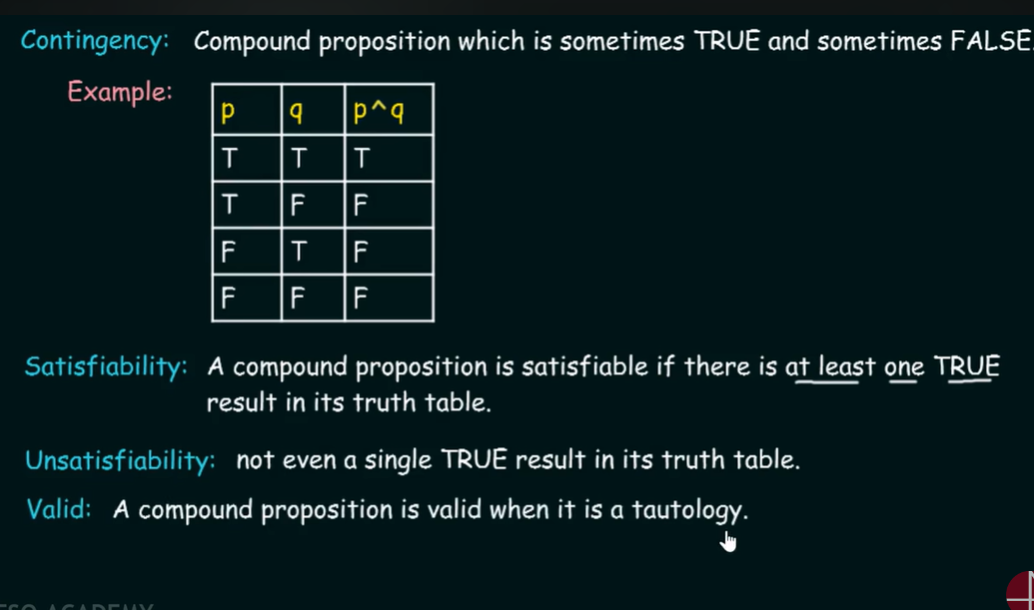 Contingency: Compound proposition which is sometimes TRUE and sometimes FALSE.
Example:
p q p^q
T T T
T F F
F T F
F F F
Satisfiability: A compound proposition is satisfiable if there is at least one TRUE
result in its truth table.
Unsatisfiability: not even a single TRUE result in its truth table.
Valid: A compound proposition is valid when it is a tautology.
ESO ACADEMY